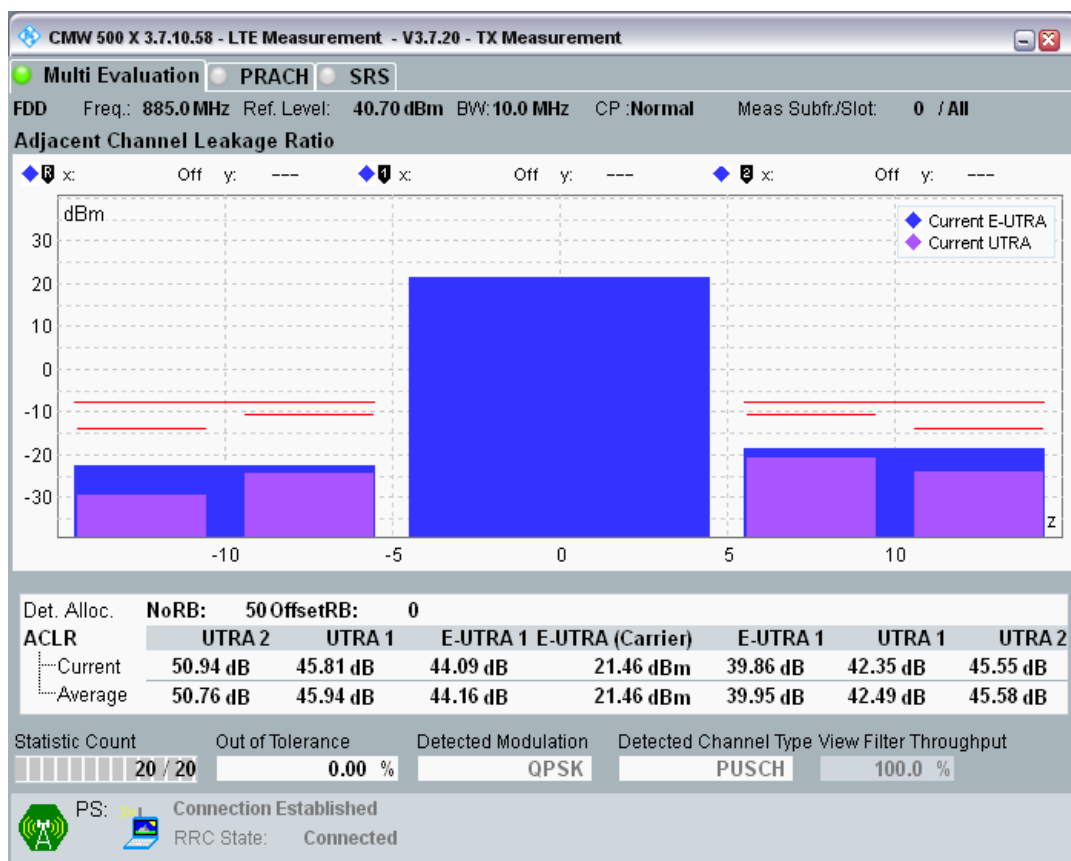 CMW 500 X 3.7.10.58 - LTE Measurement - V3.7.20 - TX Measurement
Multi Evaluation PRACH SRS
FDD Freq.: 885.0 MHz Ref. Level: 40.70 dBm BW: 10.0 MHz CP :Normal Meas Subfr./Slot: 0 / All
Adjacent Channel Leakage Ratio
R x: Off y: --- 1 x: Off y: --- 2 x: Off y: ---
dBm
Current E-UTRA
Current UTRA
30
20
10
0
-10
-20
-30
z
-10 -5 0 5 10
Det. Alloc. NoRB: 50 OffsetRB: 0
ACLR UTRA 2 UTRA 1 E-UTRA 1 E-UTRA (Carrier) E-UTRA 1 UTRA 1 UTRA 2
Current 50.94 dB 45.81 dB 44.09 dB 21.46 dBm 39.86 dB 42.35 dB 45.55 dB
Average 50.76 dB 45.94 dB 44.16 dB 21.46 dBm 39.95 dB 42.49 dB 45.58 dB
Statistic Count Out of Tolerance Detected Modulation Detected Channel Type View Filter Throughput
20 / 20 0.00 % QPSK PUSCH 100.0 %
PS: Connection Established
RRC State: Connected